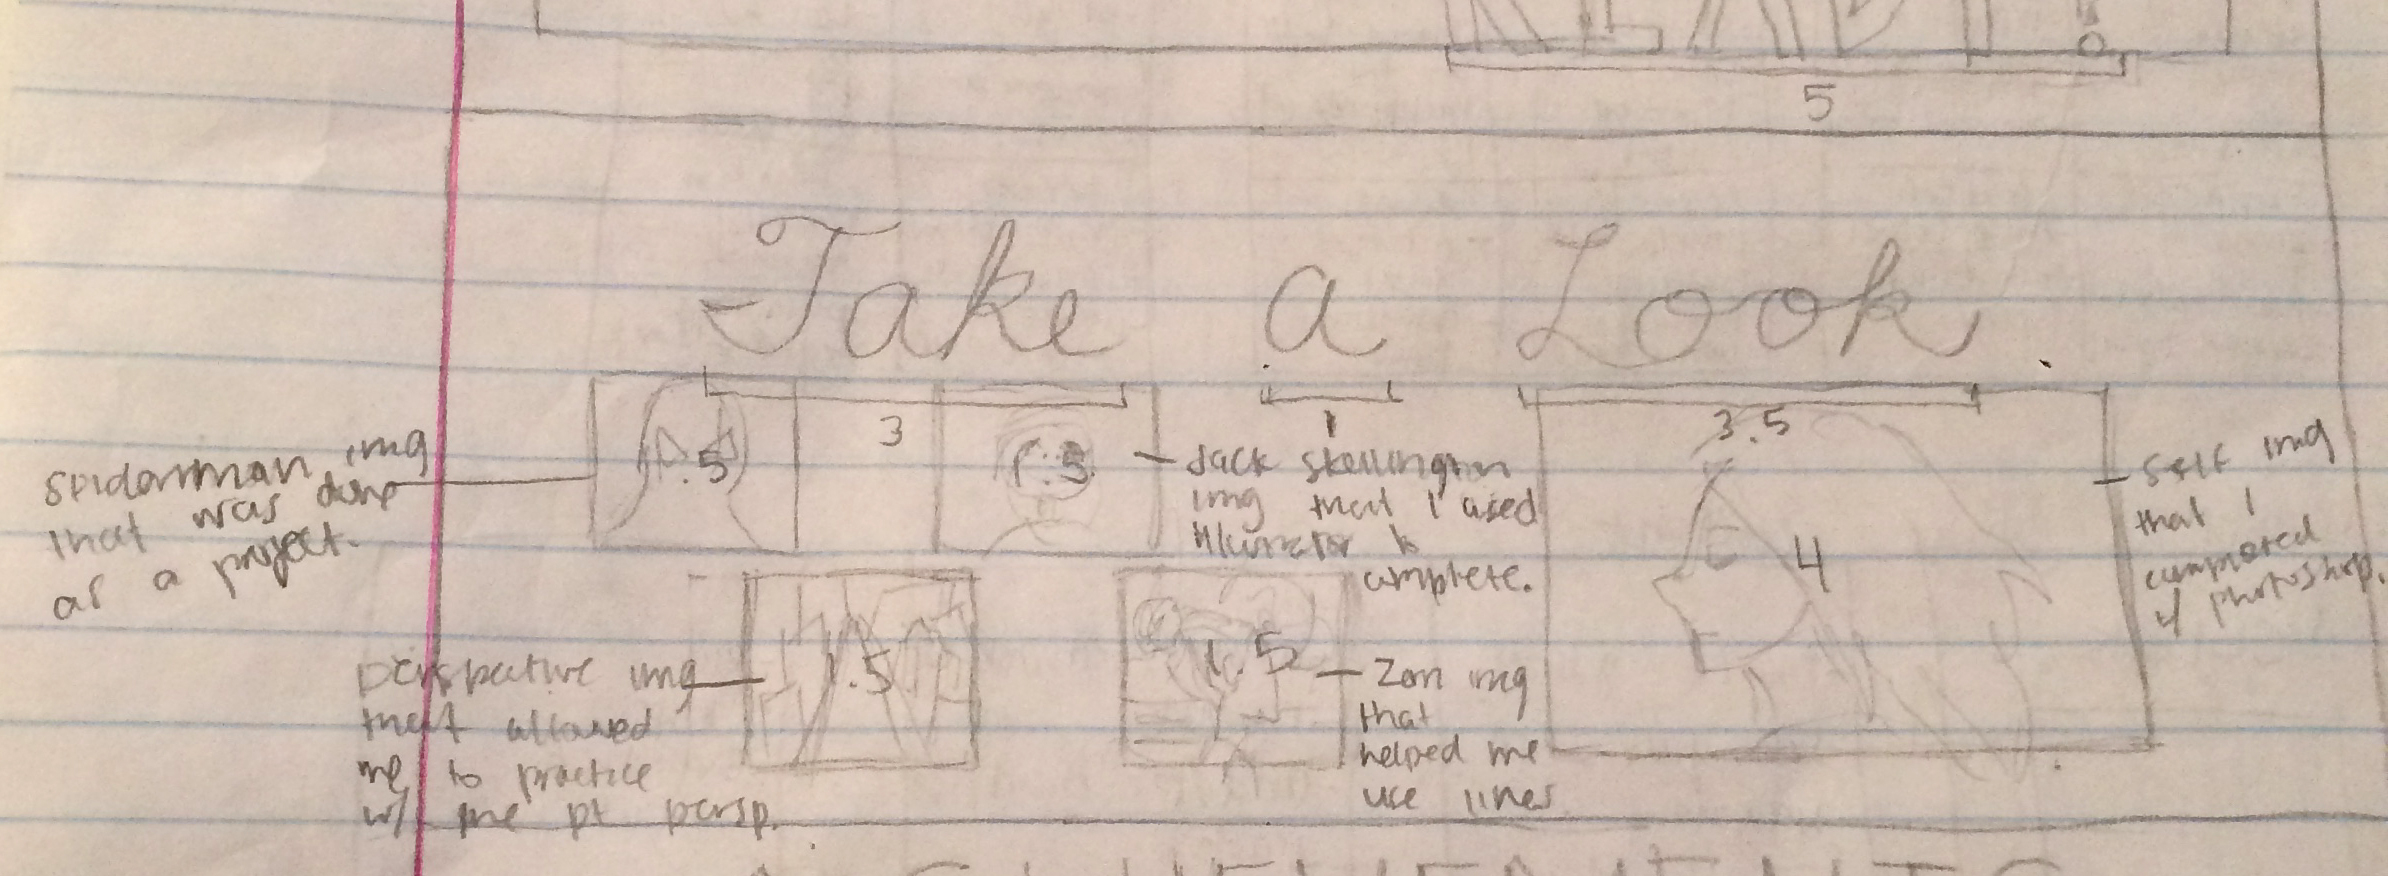 5
Take a Look
3
1
3.5
Spiderman img
that was done
as a project.
.5
1.5
Jack skellington
img that I used
Illustrator to
complete.
4
Self img
that I
completed
w/ photoshop.
Perspective img
that allowed
me to practice
w/ one pt persp.
1.5
1.5
img
that
helped me
use lines